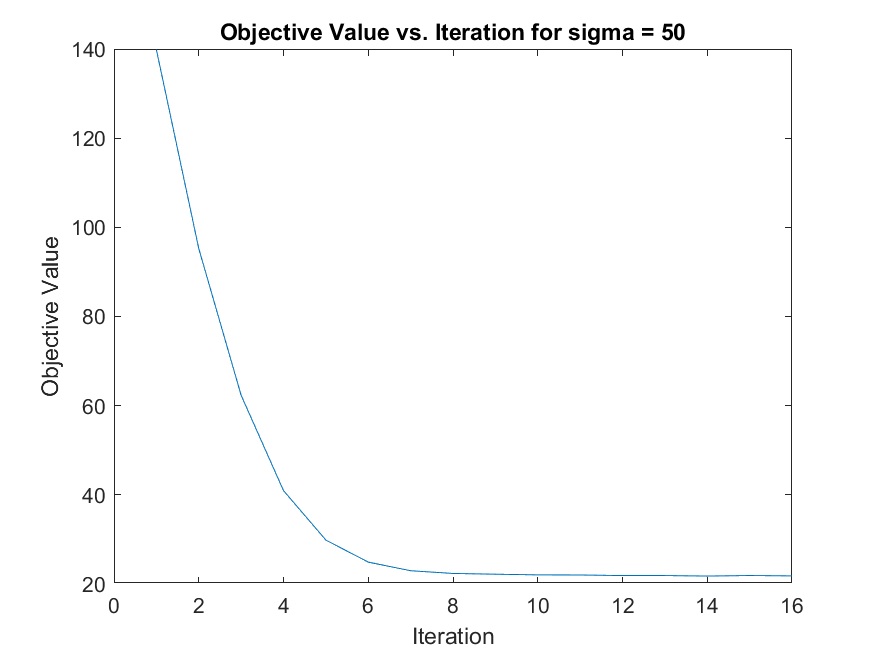 Objective Value vs. Iteration for sigma = 50
140
120
100
80
60
40
20
Objective Value
0 2 4 6 8 10 12 14 16
Iteration